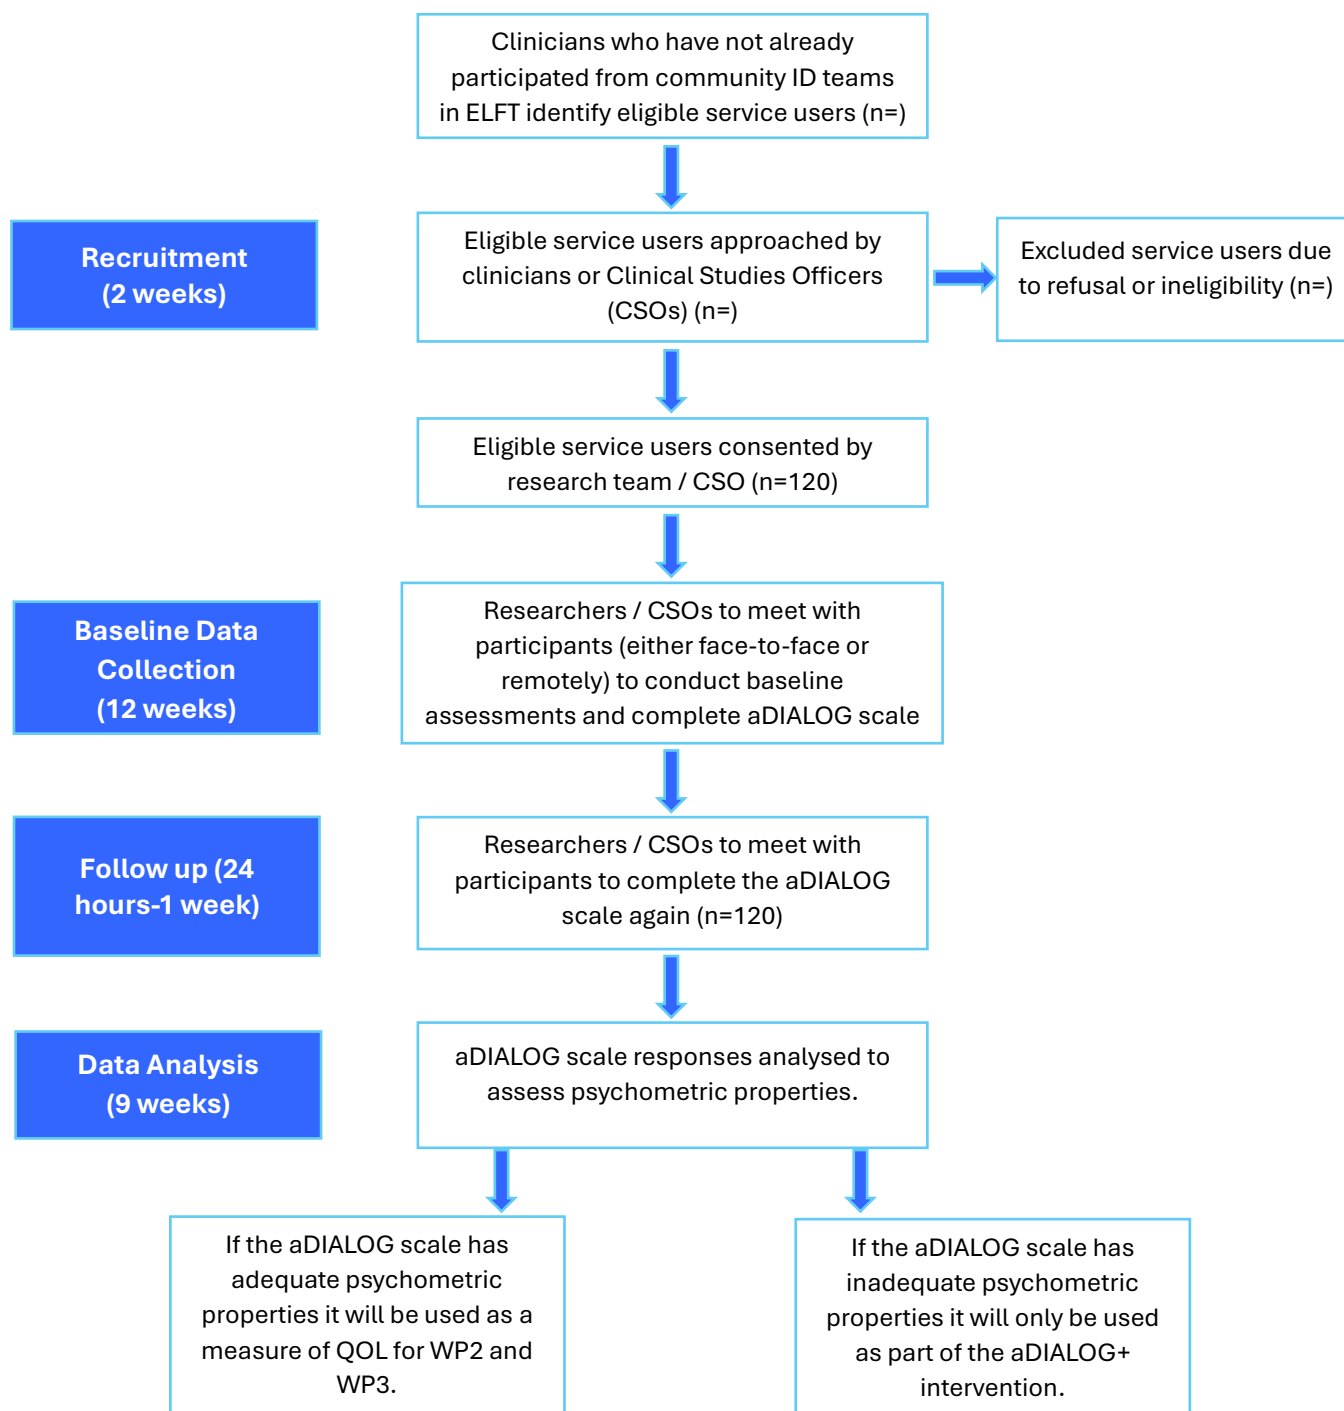 Clinicians who have not already
participated from community ID teams
in ELFT identify eligible service users (n=)
Recruitment
(2 weeks)
Eligible service users approached by
clinicians or Clinical Studies Officers
(CSOs) (n=)
Excluded service users due
to refusal or ineligibility (n=)
Eligible service users consented by
research team / CSO (n=120)
Baseline Data
Collection
(12 weeks)
Researchers / CSOs to meet with
participants (either face-to-face or
remotely) to conduct baseline
assessments and complete aDIALOG scale
Follow up (24
hours-1 week)
Researchers / CSOs to meet with
participants to complete the aDIALOG
scale again (n=120)
Data Analysis
(9 weeks)
aDIALOG scale responses analysed to
assess psychometric properties.
If the aDIALOG scale has
adequate psychometric
properties it will be used as a
measure of QOL for WP2 and
WP3.
If the aDIALOG scale has
inadequate psychometric
properties it will only be used
as part of the aDIALOG+
intervention.